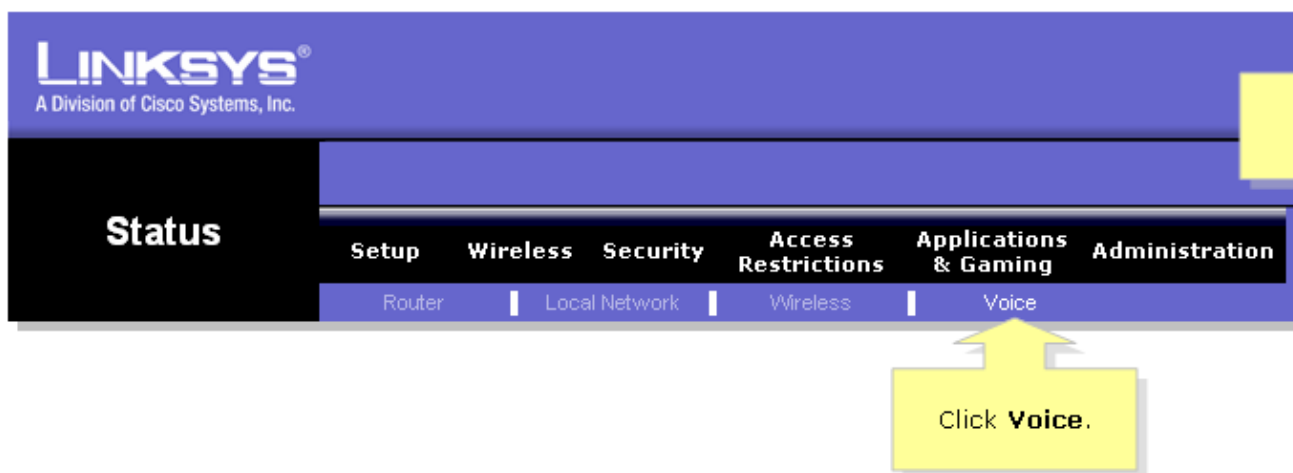 LINKSYS®
A Division of Cisco Systems, Inc.
Status
Setup Wireless Security Access Restrictions Applications & Gaming Administration
Router Local Network Wireless Voice
Click Voice.